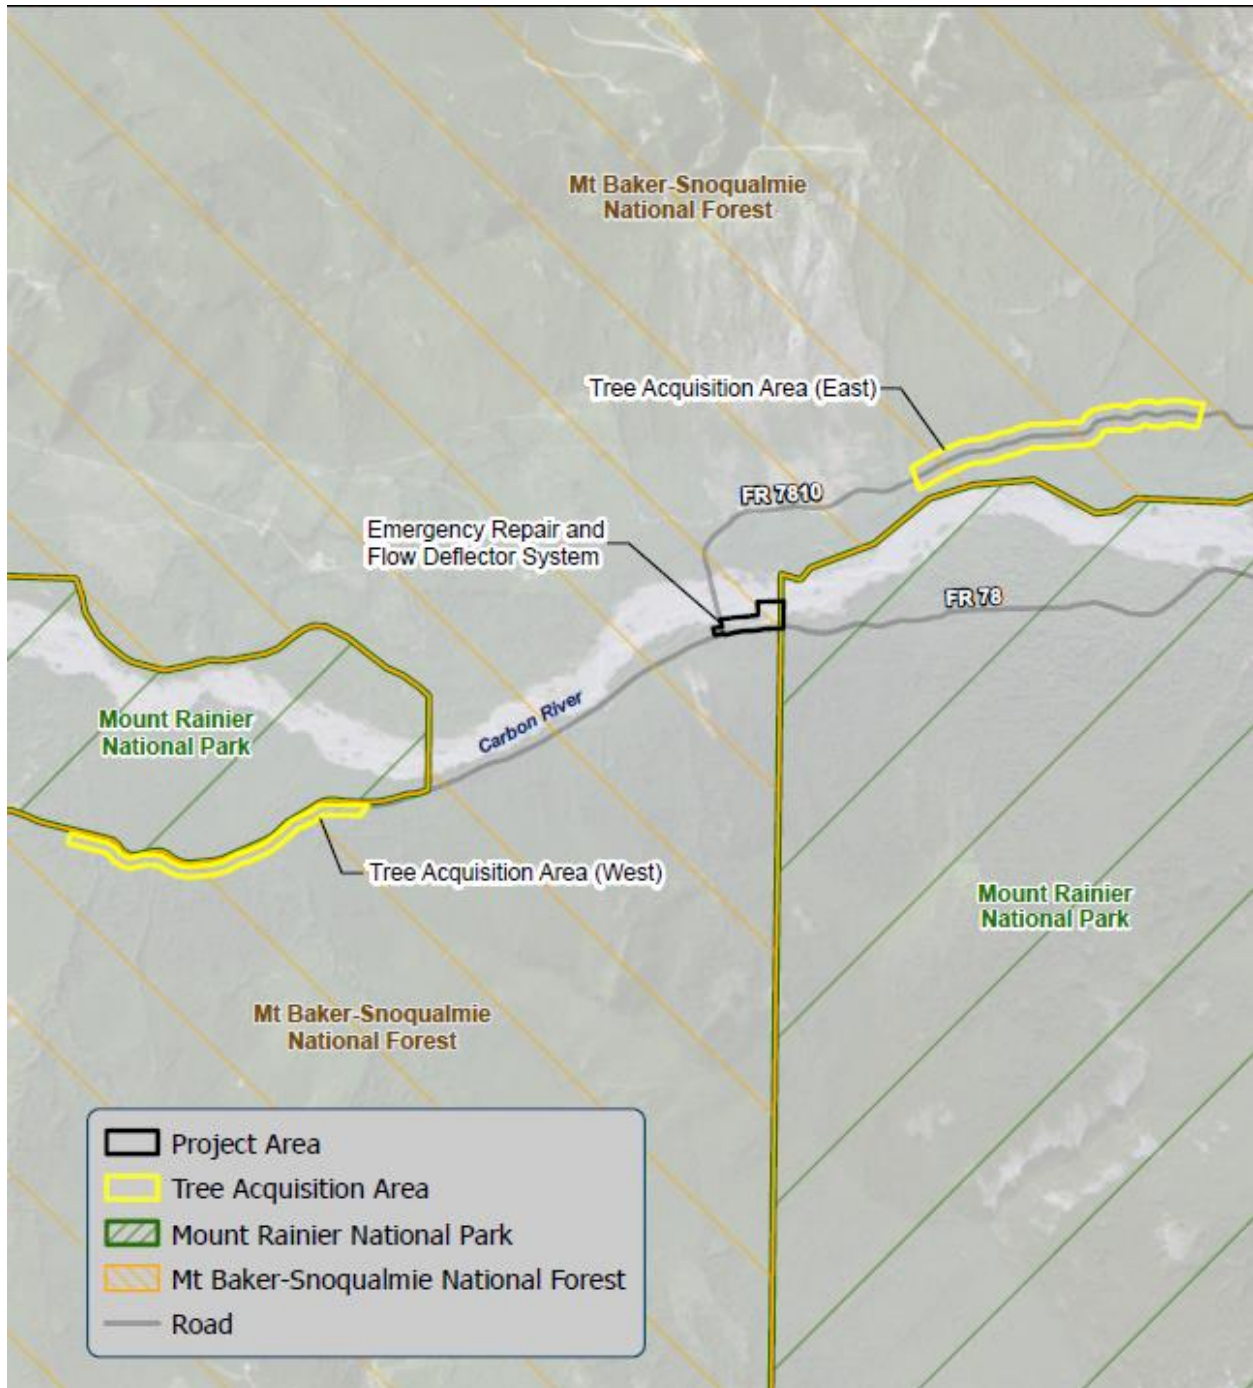 Mt Baker-Snoqualmie
National Forest
Tree Acquisition Area (East)
FR 7810
Emergency Repair and
Flow Deflector System
FR 78
Carbon River
Mount Rainier
National Park
Tree Acquisition Area (West)
Mount Rainier
National Park
Mt Baker-Snoqualmie
National Forest
Project Area
Tree Acquisition Area
Mount Rainier National Park
Mt Baker-Snoqualmie National Forest
Road